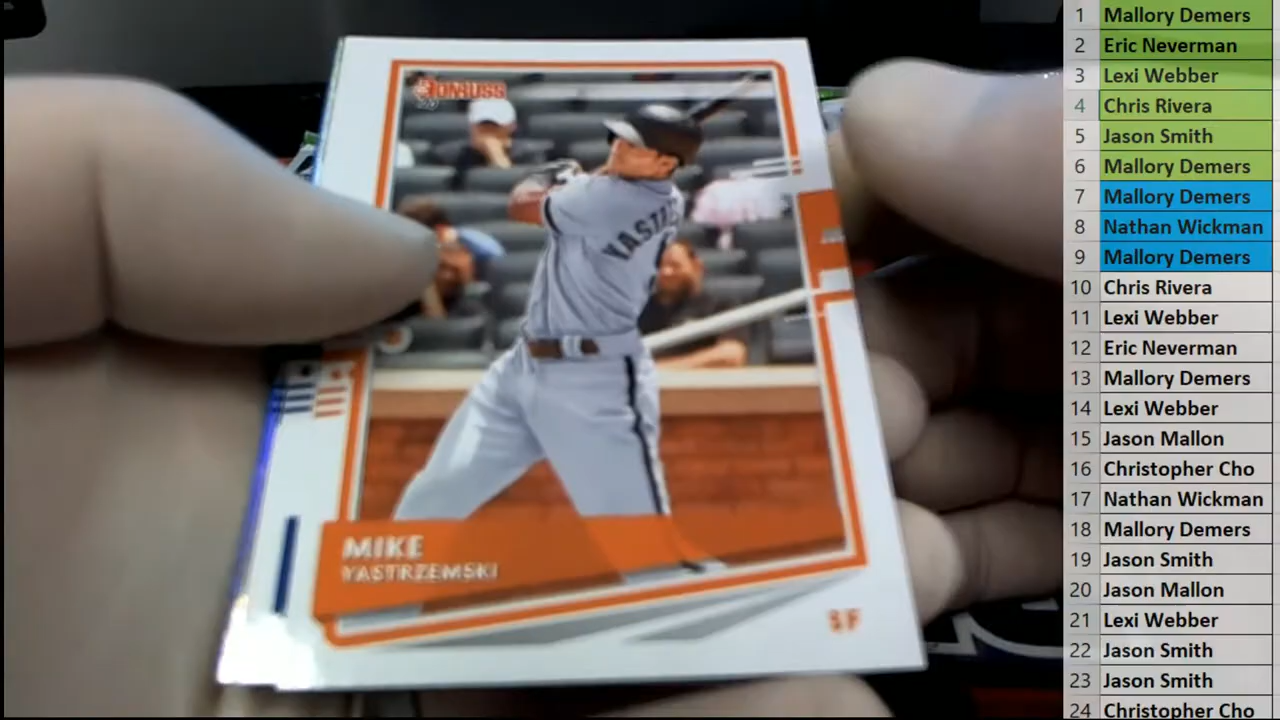 DONRUSS
20
YASTRZ
MIKE
YASTRZEMSKI
SF
1 Mallory Demers
2 Eric Neverman
3 Lexi Webber
4 Chris Rivera
5 Jason Smith
6 Mallory Demers
7 Mallory Demers
8 Nathan Wickman
9 Mallory Demers
10 Chris Rivera
11 Lexi Webber
12 Eric Neverman
13 Mallory Demers
14 Lexi Webber
15 Jason Mallon
16 Christopher Cho
17 Nathan Wickman
18 Mallory Demers
19 Jason Smith
20 Jason Mallon
21 Lexi Webber
22 Jason Smith
23 Jason Smith
24 Christopher Cho